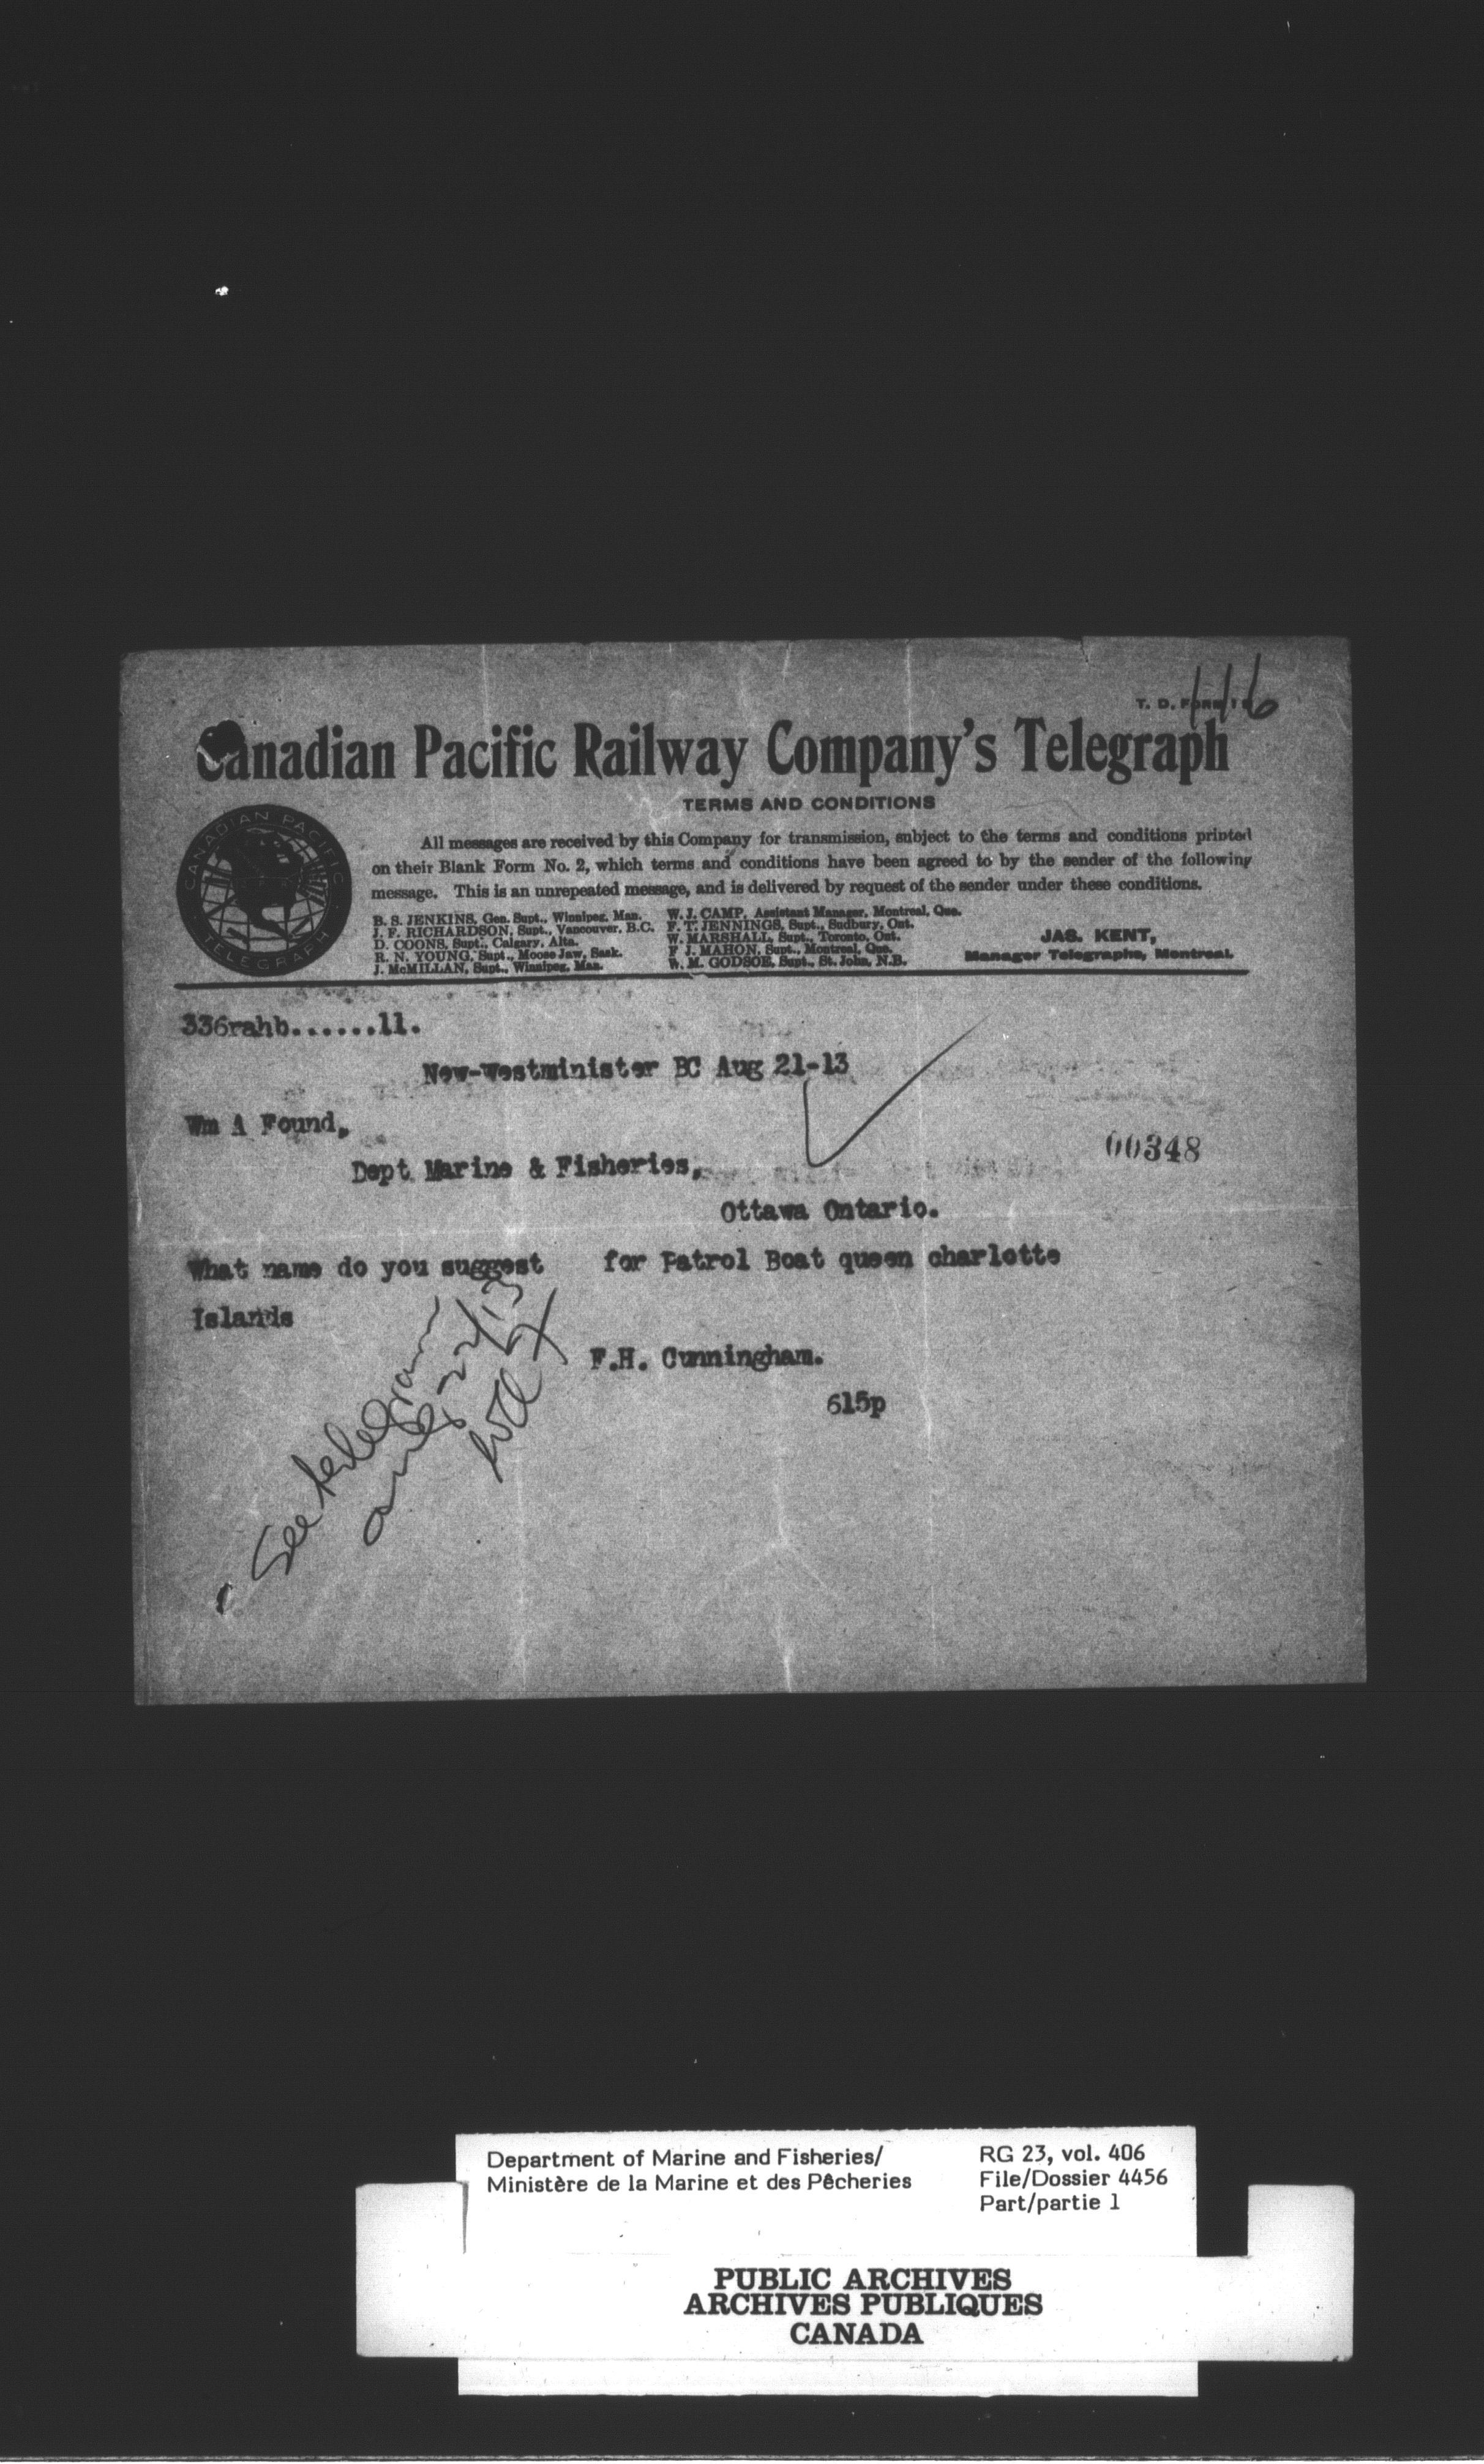 T. D. FORM 1
116
Canadian Pacific Railway Company's Telegraph
TERMS AND CONDITIONS
CANADIAN PACIFIC
TELEGRAPH
All messages are received by this Company for transmission, subject to the terms and conditions printed
on their Blank Form No. 2, which terms and conditions have been agreed to by the sender of the following
message. This is an unrepeated message, and is delivered by request of the sender under these conditions.
B. S. JENKINS, Gen. Supt., Winnipeg, Man.
J. F. RICHARDSON, Supt., Vancouver, B.C.
D. COONS, Supt., Calgary, Alta.
R. N. YOUNG, Supt., Moose Jaw, Sask.
J. McMILLAN, Supt., Winnipeg, Man.
W. J. CAMP, Assistant Manager, Montreal, Que.
F. T. JENNINGS, Supt., Sudbury, Ont.
W. MARSHALL, Supt., Toronto, Ont.
F J. MAHON, Supt., Montreal, Que.
W. M. GODSOE, Supt., St. John, N.B.
JAS. KENT,
Manager Telegraphs, Montreal.
336rahb......11.
New-Westminister BC Aug 21-13
Wm A Found,
00348
Dept Marine & Fisheries,
Ottawa Ontario.
What name do you suggest for Patrol Boat queen charlotte
Islands
F.H. Cunningham.
615p
See telegram
22/13
Department of Marine and Fisheries/
Ministère de la Marine et des Pêcheries
RG 23, vol. 406
File/Dossier 4456
Part/partie 1
PUBLIC ARCHIVES
ARCHIVES PUBLIQUES
CANADA